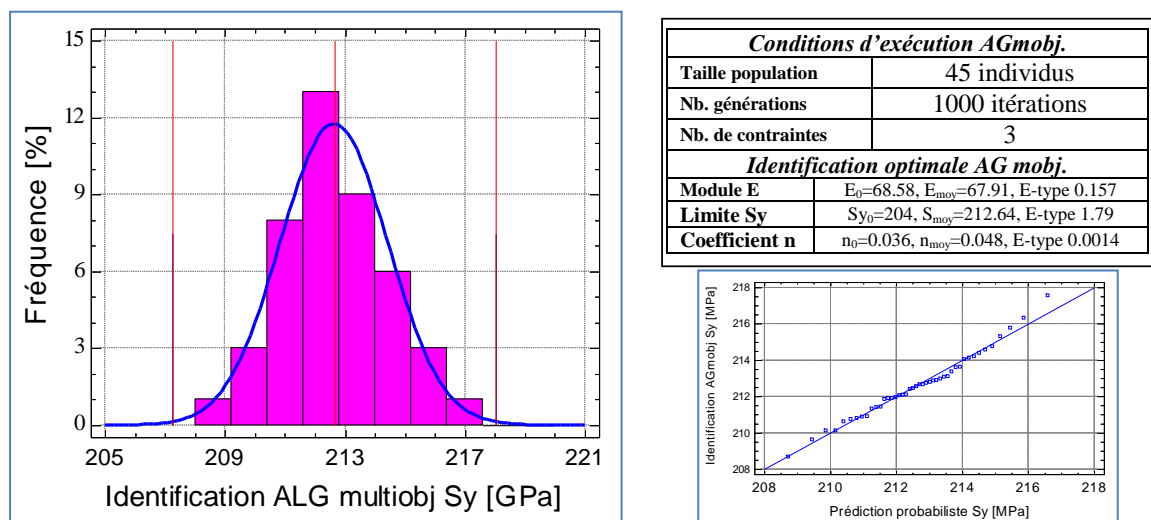 15
12
9
6
3
0
Fréquence [%]
205 209 213 217 221
Identification ALG multiobj Sy [GPa]
Conditions d'exécution AGmobj.
Taille population 45 individus
Nb. générations 1000 itérations
Nb. de contraintes 3
Identification optimale AG mobj.
Module E E₀=68.58, Eₘₒy=67.91, E-type 0.157
Limite Sy Sy₀=204, Sₘₒy=212.64, E-type 1.79
Coefficient n n₀=0.036, nₘₒy=0.048, E-type 0.0014
218
216
214
212
210
208
Identification AGmobj Sy [MPa]
208 210 212 214 216 218
Prédiction probabiliste Sy [MPa]